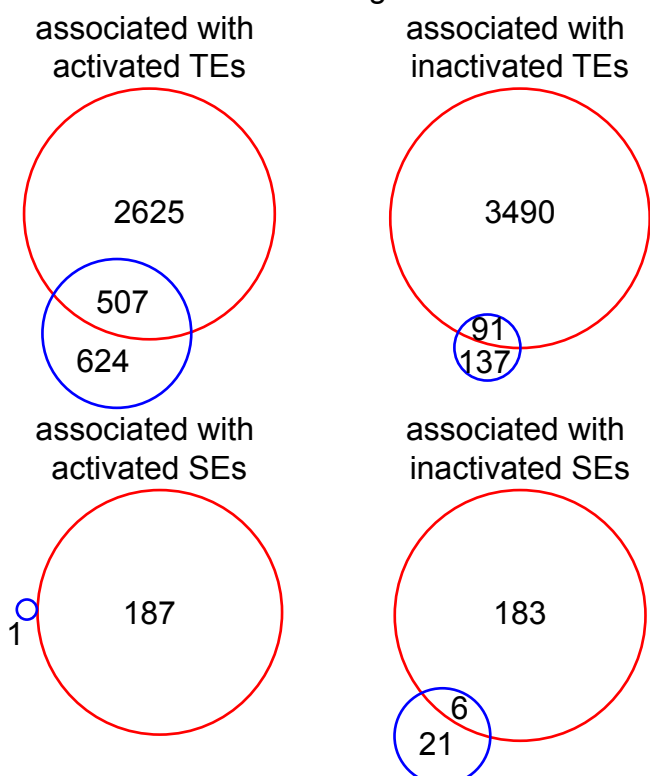 associated with
activated TEs
associated with
inactivated TEs
2625
3490
507
91
624
137
associated with
activated SEs
associated with
inactivated SEs
1
187
183
6
21